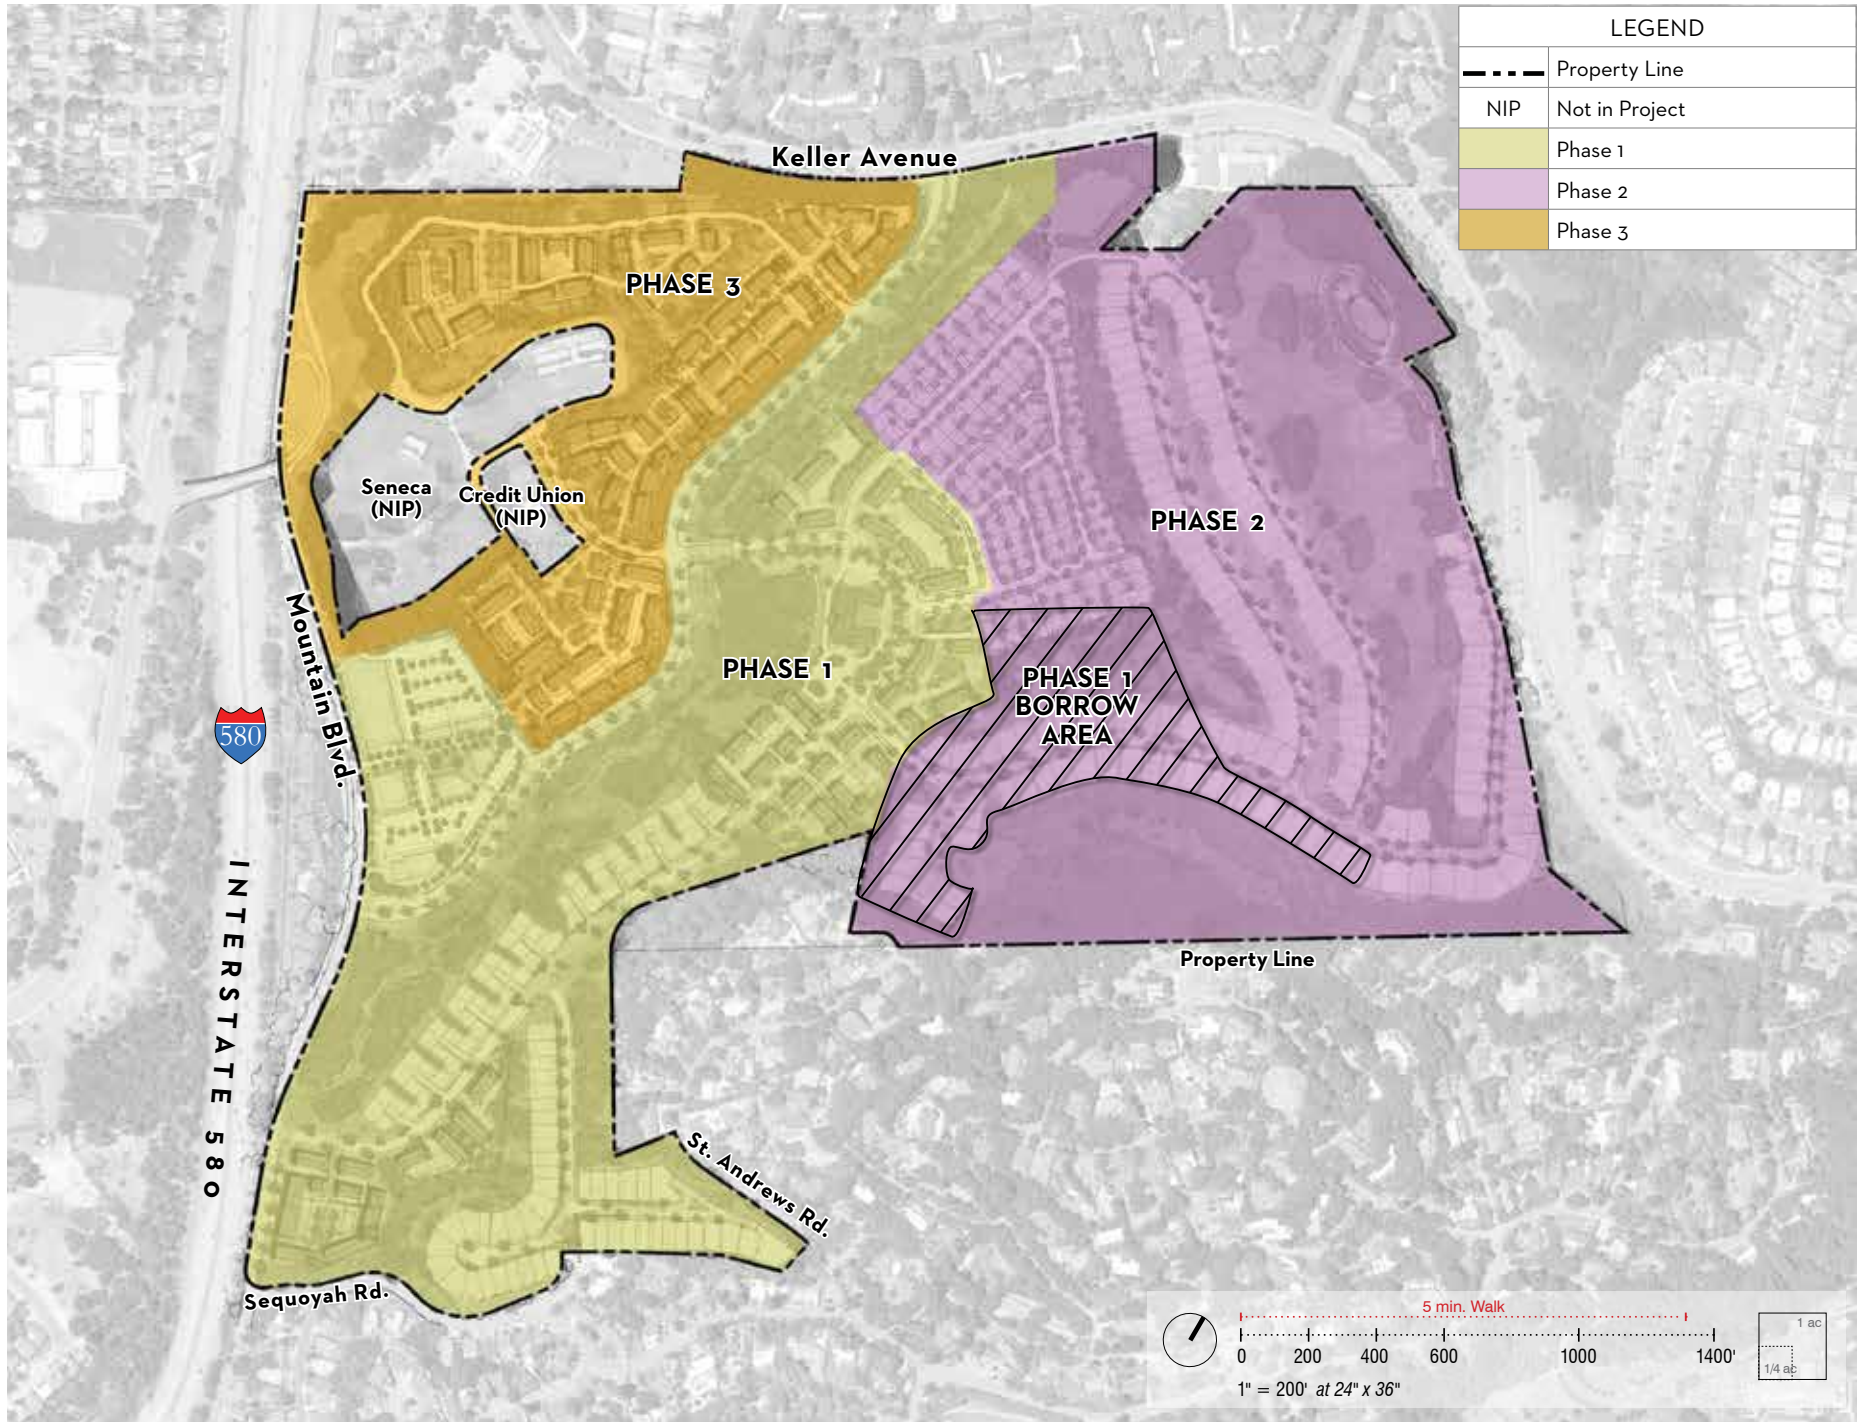 LEGEND
Property Line
NIP Not in Project
Phase 1
Phase 2
Phase 3
Keller Avenue
PHASE 3
Seneca
(NIP)
Credit Union
(NIP)
PHASE 2
Mountain Blvd.
PHASE 1
PHASE 1
BORROW
AREA
580
INTERSTATE 580
Property Line
St. Andrews Rd.
Sequoyah Rd.
5 min. Walk
0 200 400 600 1000 1400'
1" = 200' at 24" x 36"
1 ac
1/4 ac